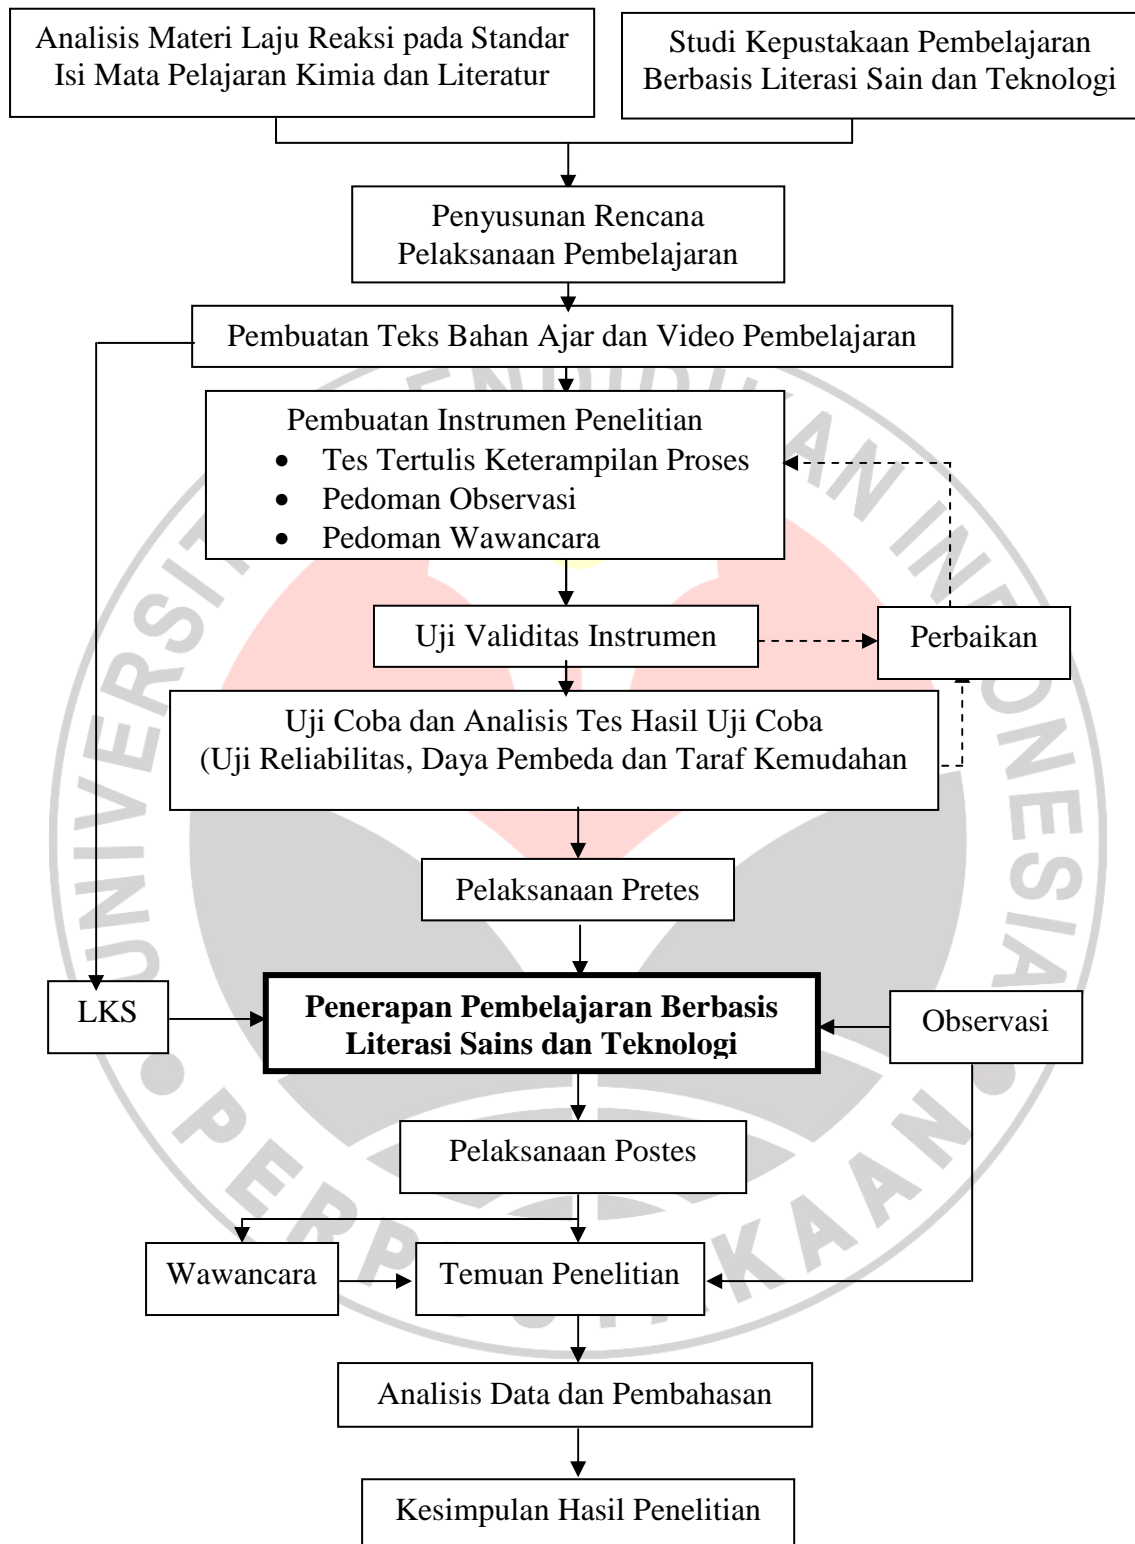 Analisis Materi Laju Reaksi pada Standar
Isi Mata Pelajaran Kimia dan Literatur
Studi Kepustakaan Pembelajaran
Berbasis Literasi Sain dan Teknologi
Penyusunan Rencana
Pelaksanaan Pembelajaran
Pembuatan Teks Bahan Ajar dan Video Pembelajaran
Pembuatan Instrumen Penelitian
• Tes Tertulis Keterampilan Proses
• Pedoman Observasi
• Pedoman Wawancara
Uji Validitas Instrumen
Perbaikan
Uji Coba dan Analisis Tes Hasil Uji Coba
(Uji Reliabilitas, Daya Pembeda dan Taraf Kemudahan
Pelaksanaan Pretes
LKS
Penerapan Pembelajaran Berbasis
Literasi Sains dan Teknologi
Observasi
Pelaksanaan Postes
Wawancara
Temuan Penelitian
Analisis Data dan Pembahasan
Kesimpulan Hasil Penelitian
INDONESIA